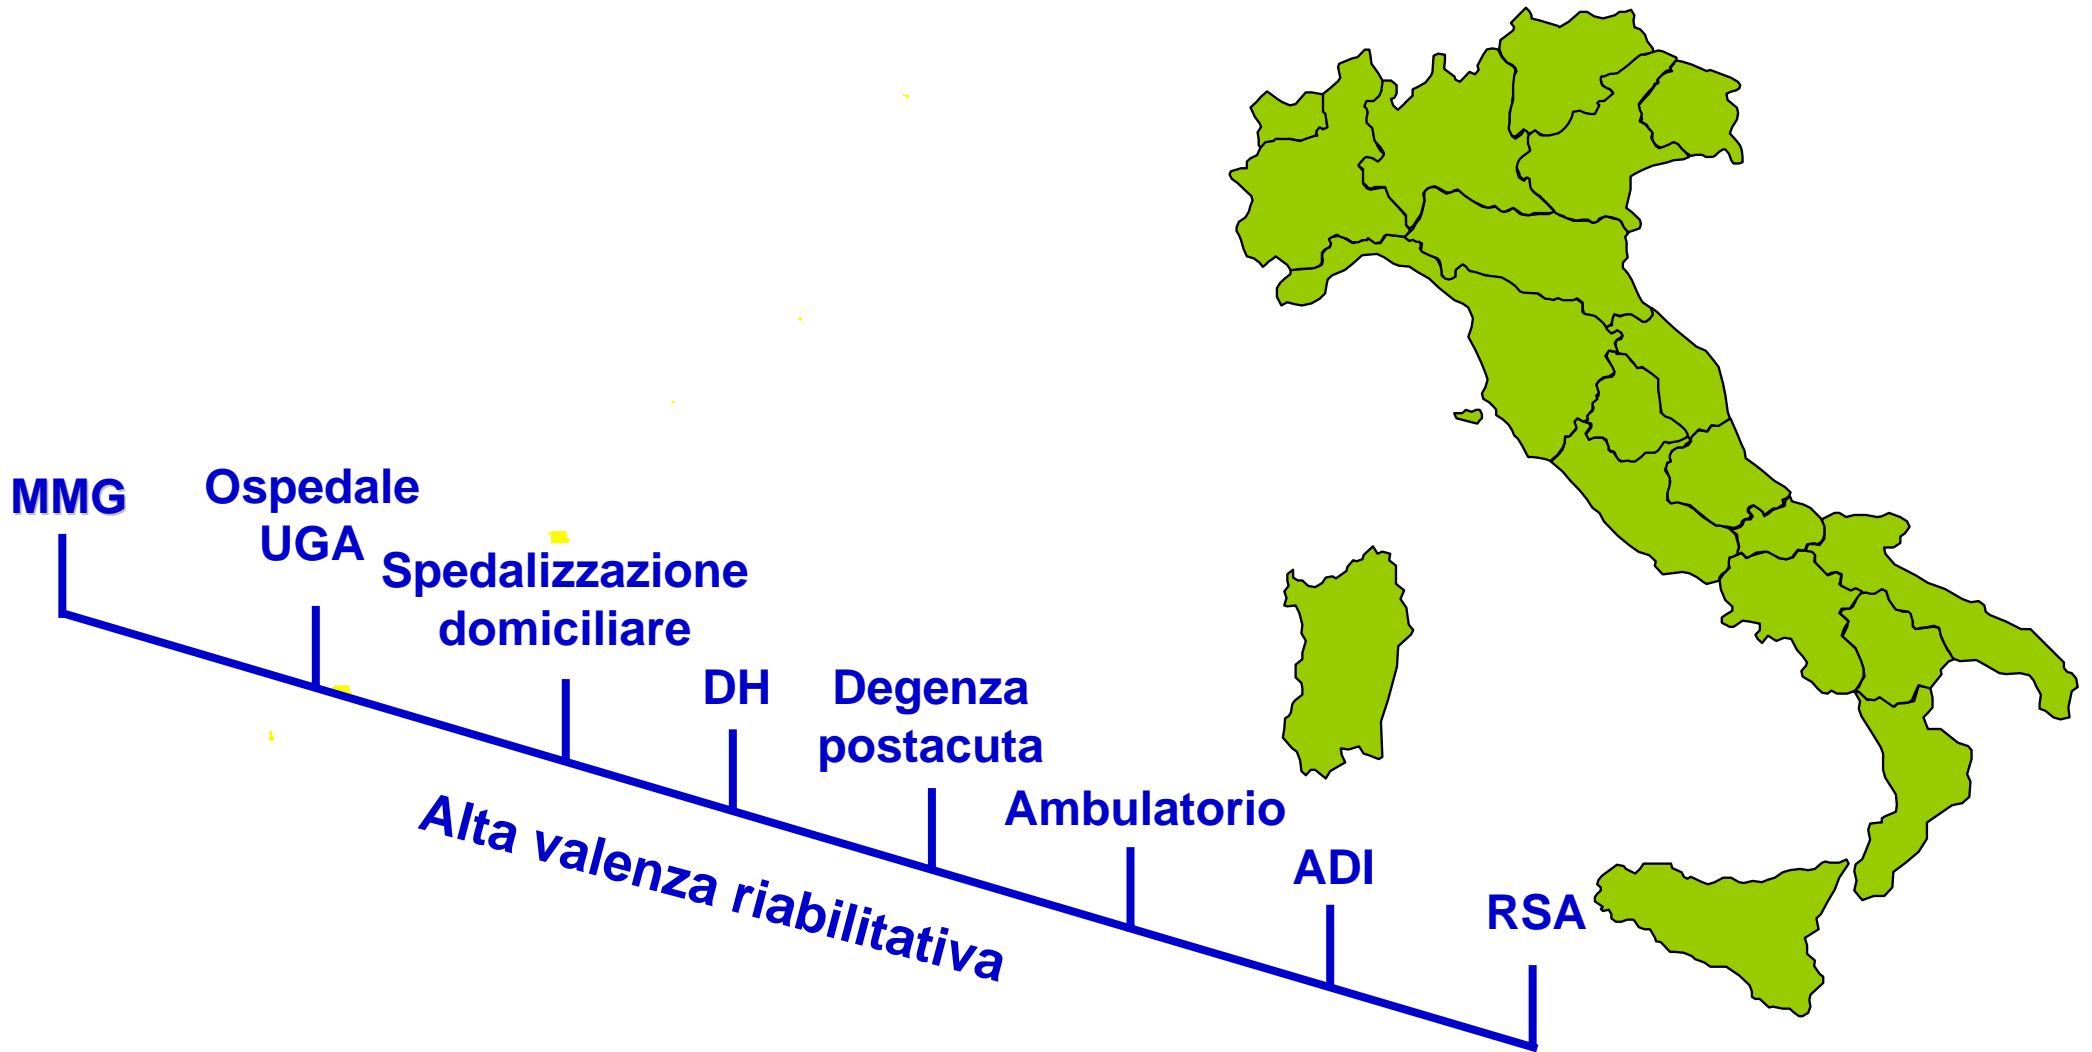 MMG
Ospedale
UGA
Spedalizzazione
domiciliare
DH
Degenza
postacuta
Ambulatorio
ADI
RSA
Alta valenza riabilitativa